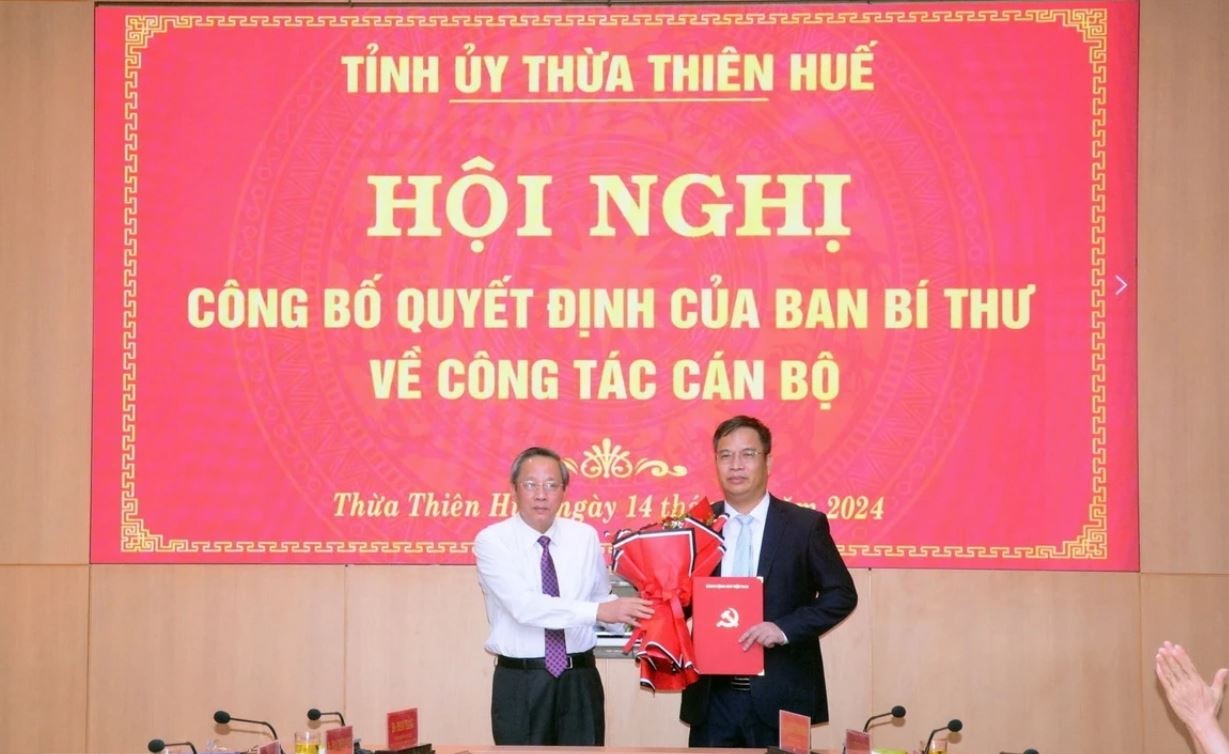 TỈNH ỦY THỪA THIÊN HUẾ
HỘI NGHỊ
CÔNG BỐ QUYẾT ĐỊNH CỦA BAN BÍ THƯ
VỀ CÔNG TÁC CÁN BỘ
Thừa Thiên ngày 14 2024